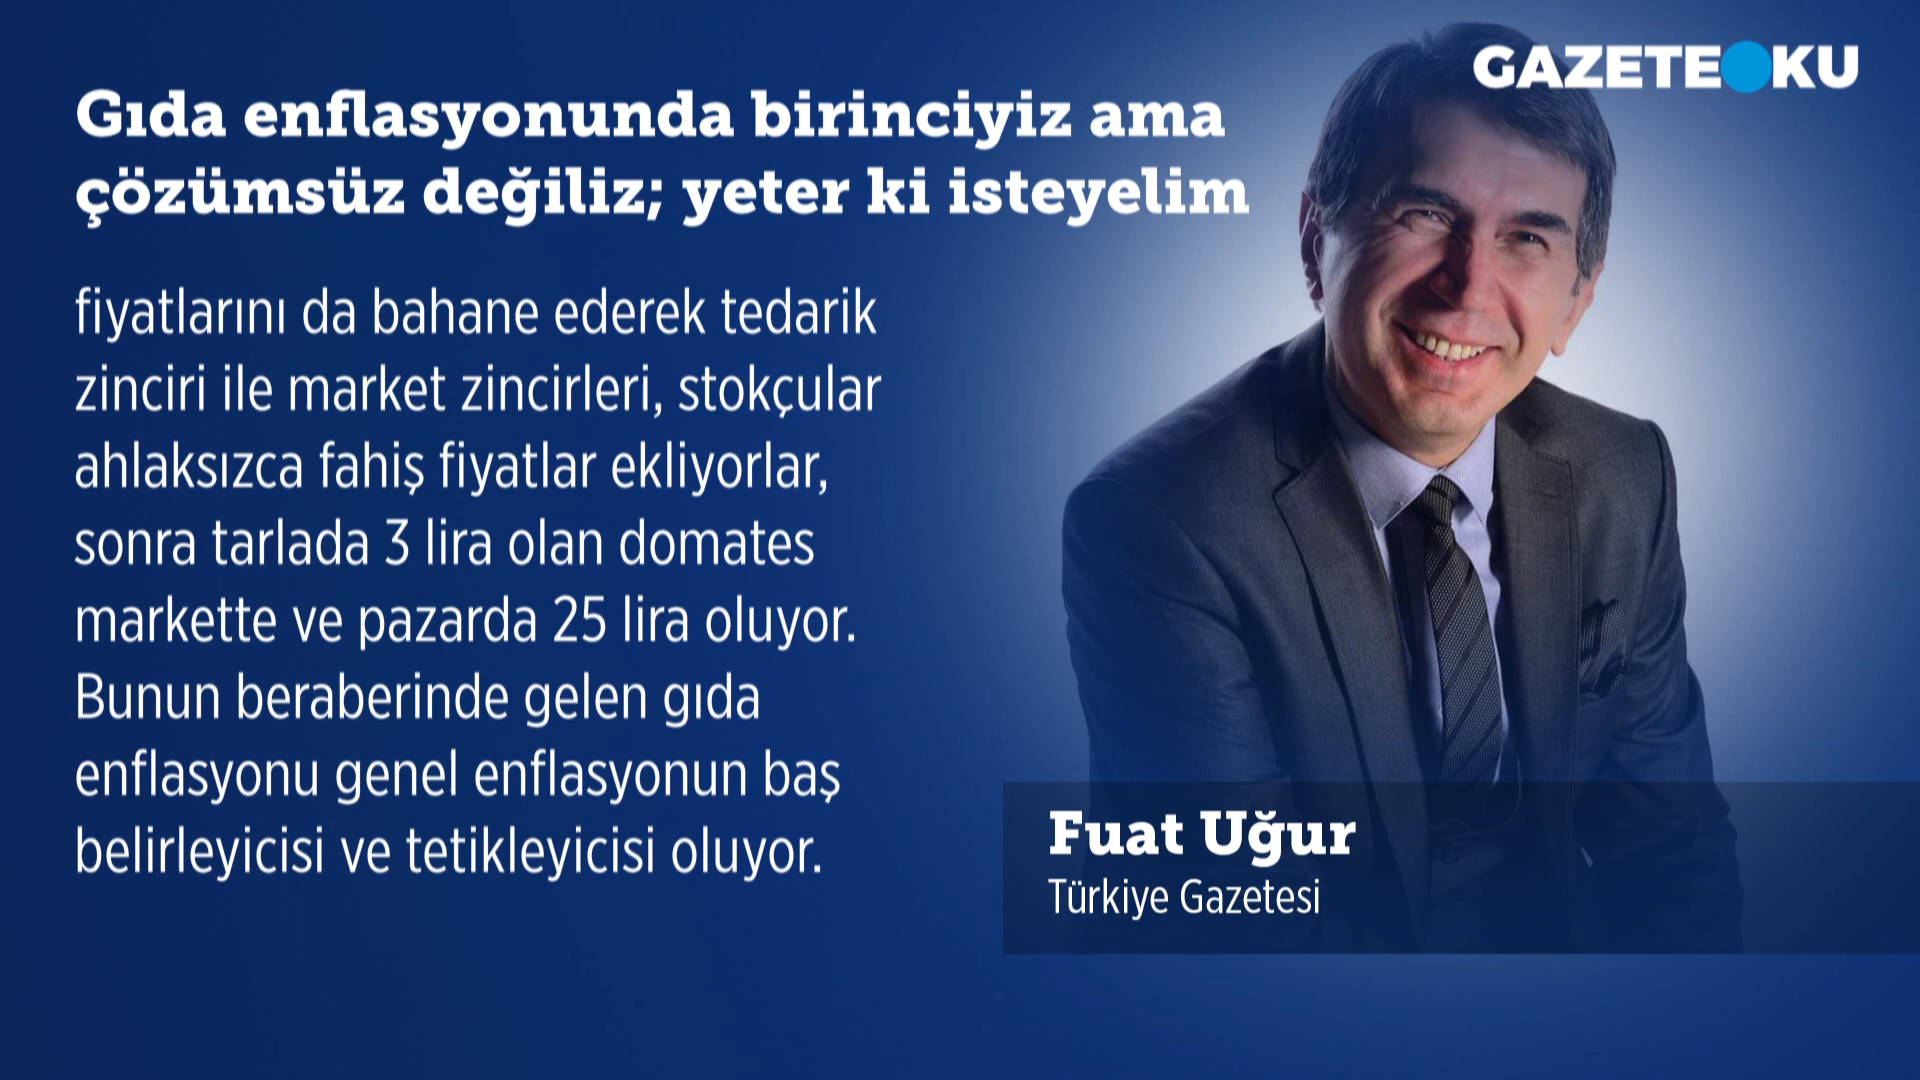 GAZETEOKU
Gıda enflasyonunda birinciyiz ama
çözümsüz değiliz; yeter ki isteyelim
fiyatlarını da bahane ederek tedarik
zinciri ile market zincirleri, stokçular
ahlaksızca fahiş fiyatlar ekliyorlar,
sonra tarlada 3 lira olan domates
markette ve pazarda 25 lira oluyor.
Bunun beraberinde gelen gıda
enflasyonu genel enflasyonun baş
belirleyicisi ve tetikleyicisi oluyor.
Fuat Uğur
Türkiye Gazetesi